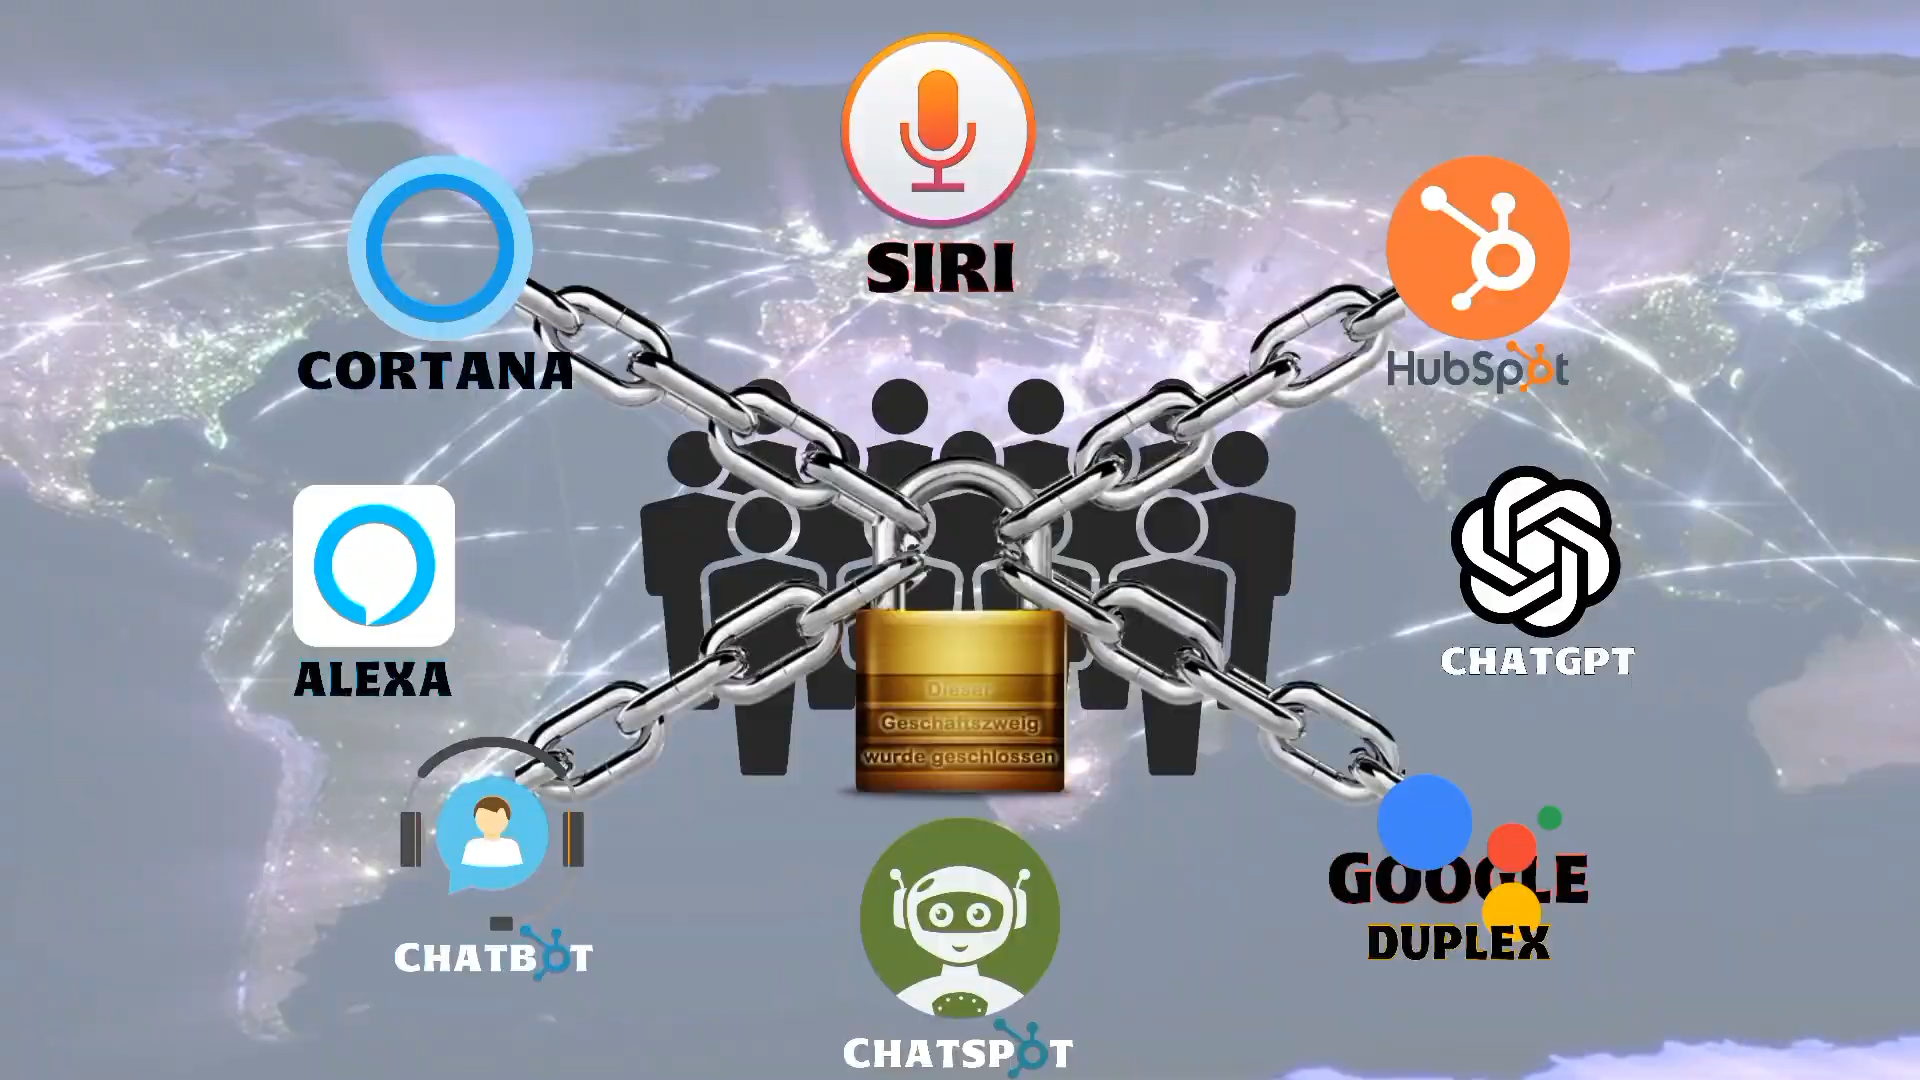 SIRI
CORTANA
HubSpot
ALEXA
CHATGPT
Dieser
Geschäftszweig
wurde geschlossen
GOOGLE
DUPLEX
CHATBOT
CHATSPOT